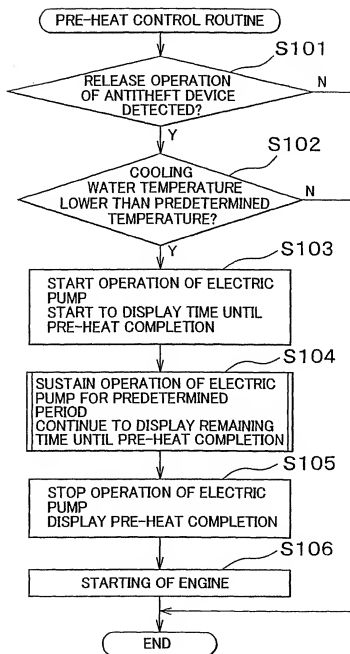 PRE-HEAT CONTROL ROUTINE
S101
RELEASE OPERATION
OF ANTITHEFT DEVICE
DETECTED?
N
Y
S102
COOLING
WATER TEMPERATURE
LOWER THAN PREDETERMINED
TEMPERATURE?
N
Y
S103
START OPERATION OF ELECTRIC
PUMP
START TO DISPLAY TIME UNTIL
PRE-HEAT COMPLETION
S104
SUSTAIN OPERATION OF ELECTRIC
PUMP FOR PREDETERMINED
PERIOD
CONTINUE TO DISPLAY REMAINING
TIME UNTIL PRE-HEAT COMPLETION
S105
STOP OPERATION OF ELECTRIC
PUMP
DISPLAY PRE-HEAT COMPLETION
S106
STARTING OF ENGINE
END